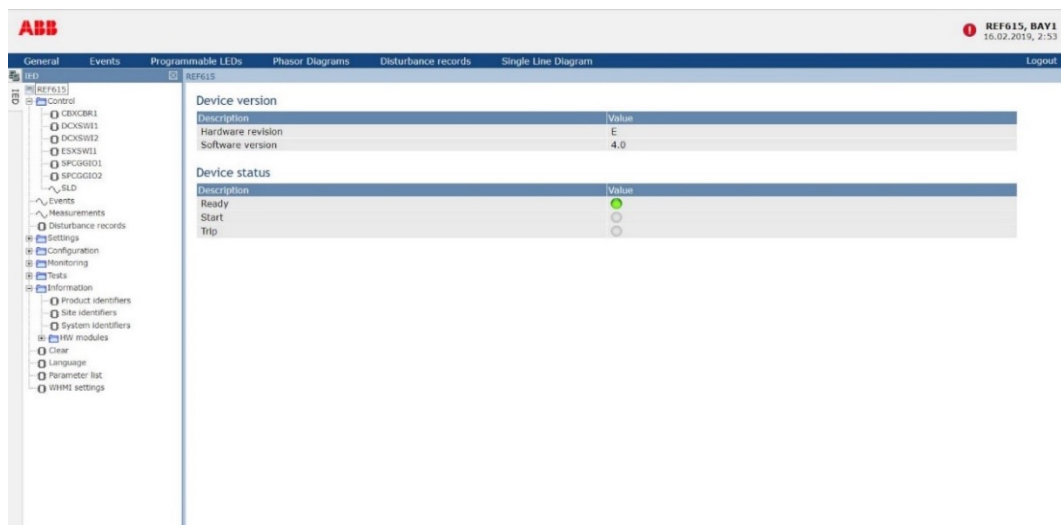 ABB
REF615, BAY1
16.02.2019, 2:53
General Events Programmable LEDs Phasor Diagrams Disturbance records Single Line Diagram Logout
IED
IED
REF615
Control
CBXCBR1
DCXSWI1
DCXSWI2
ESXSWI1
SPCGGIO1
SPCGGIO2
SLD
Events
Measurements
Disturbance records
Settings
Configuration
Monitoring
Tests
Information
Product identifiers
Site identifiers
System identifiers
HW modules
Clear
Language
Parameter list
WHMI settings
REF615
Device version
Description Value
Hardware revision E
Software version 4.0
Device status
Description Value
Ready
Start
Trip